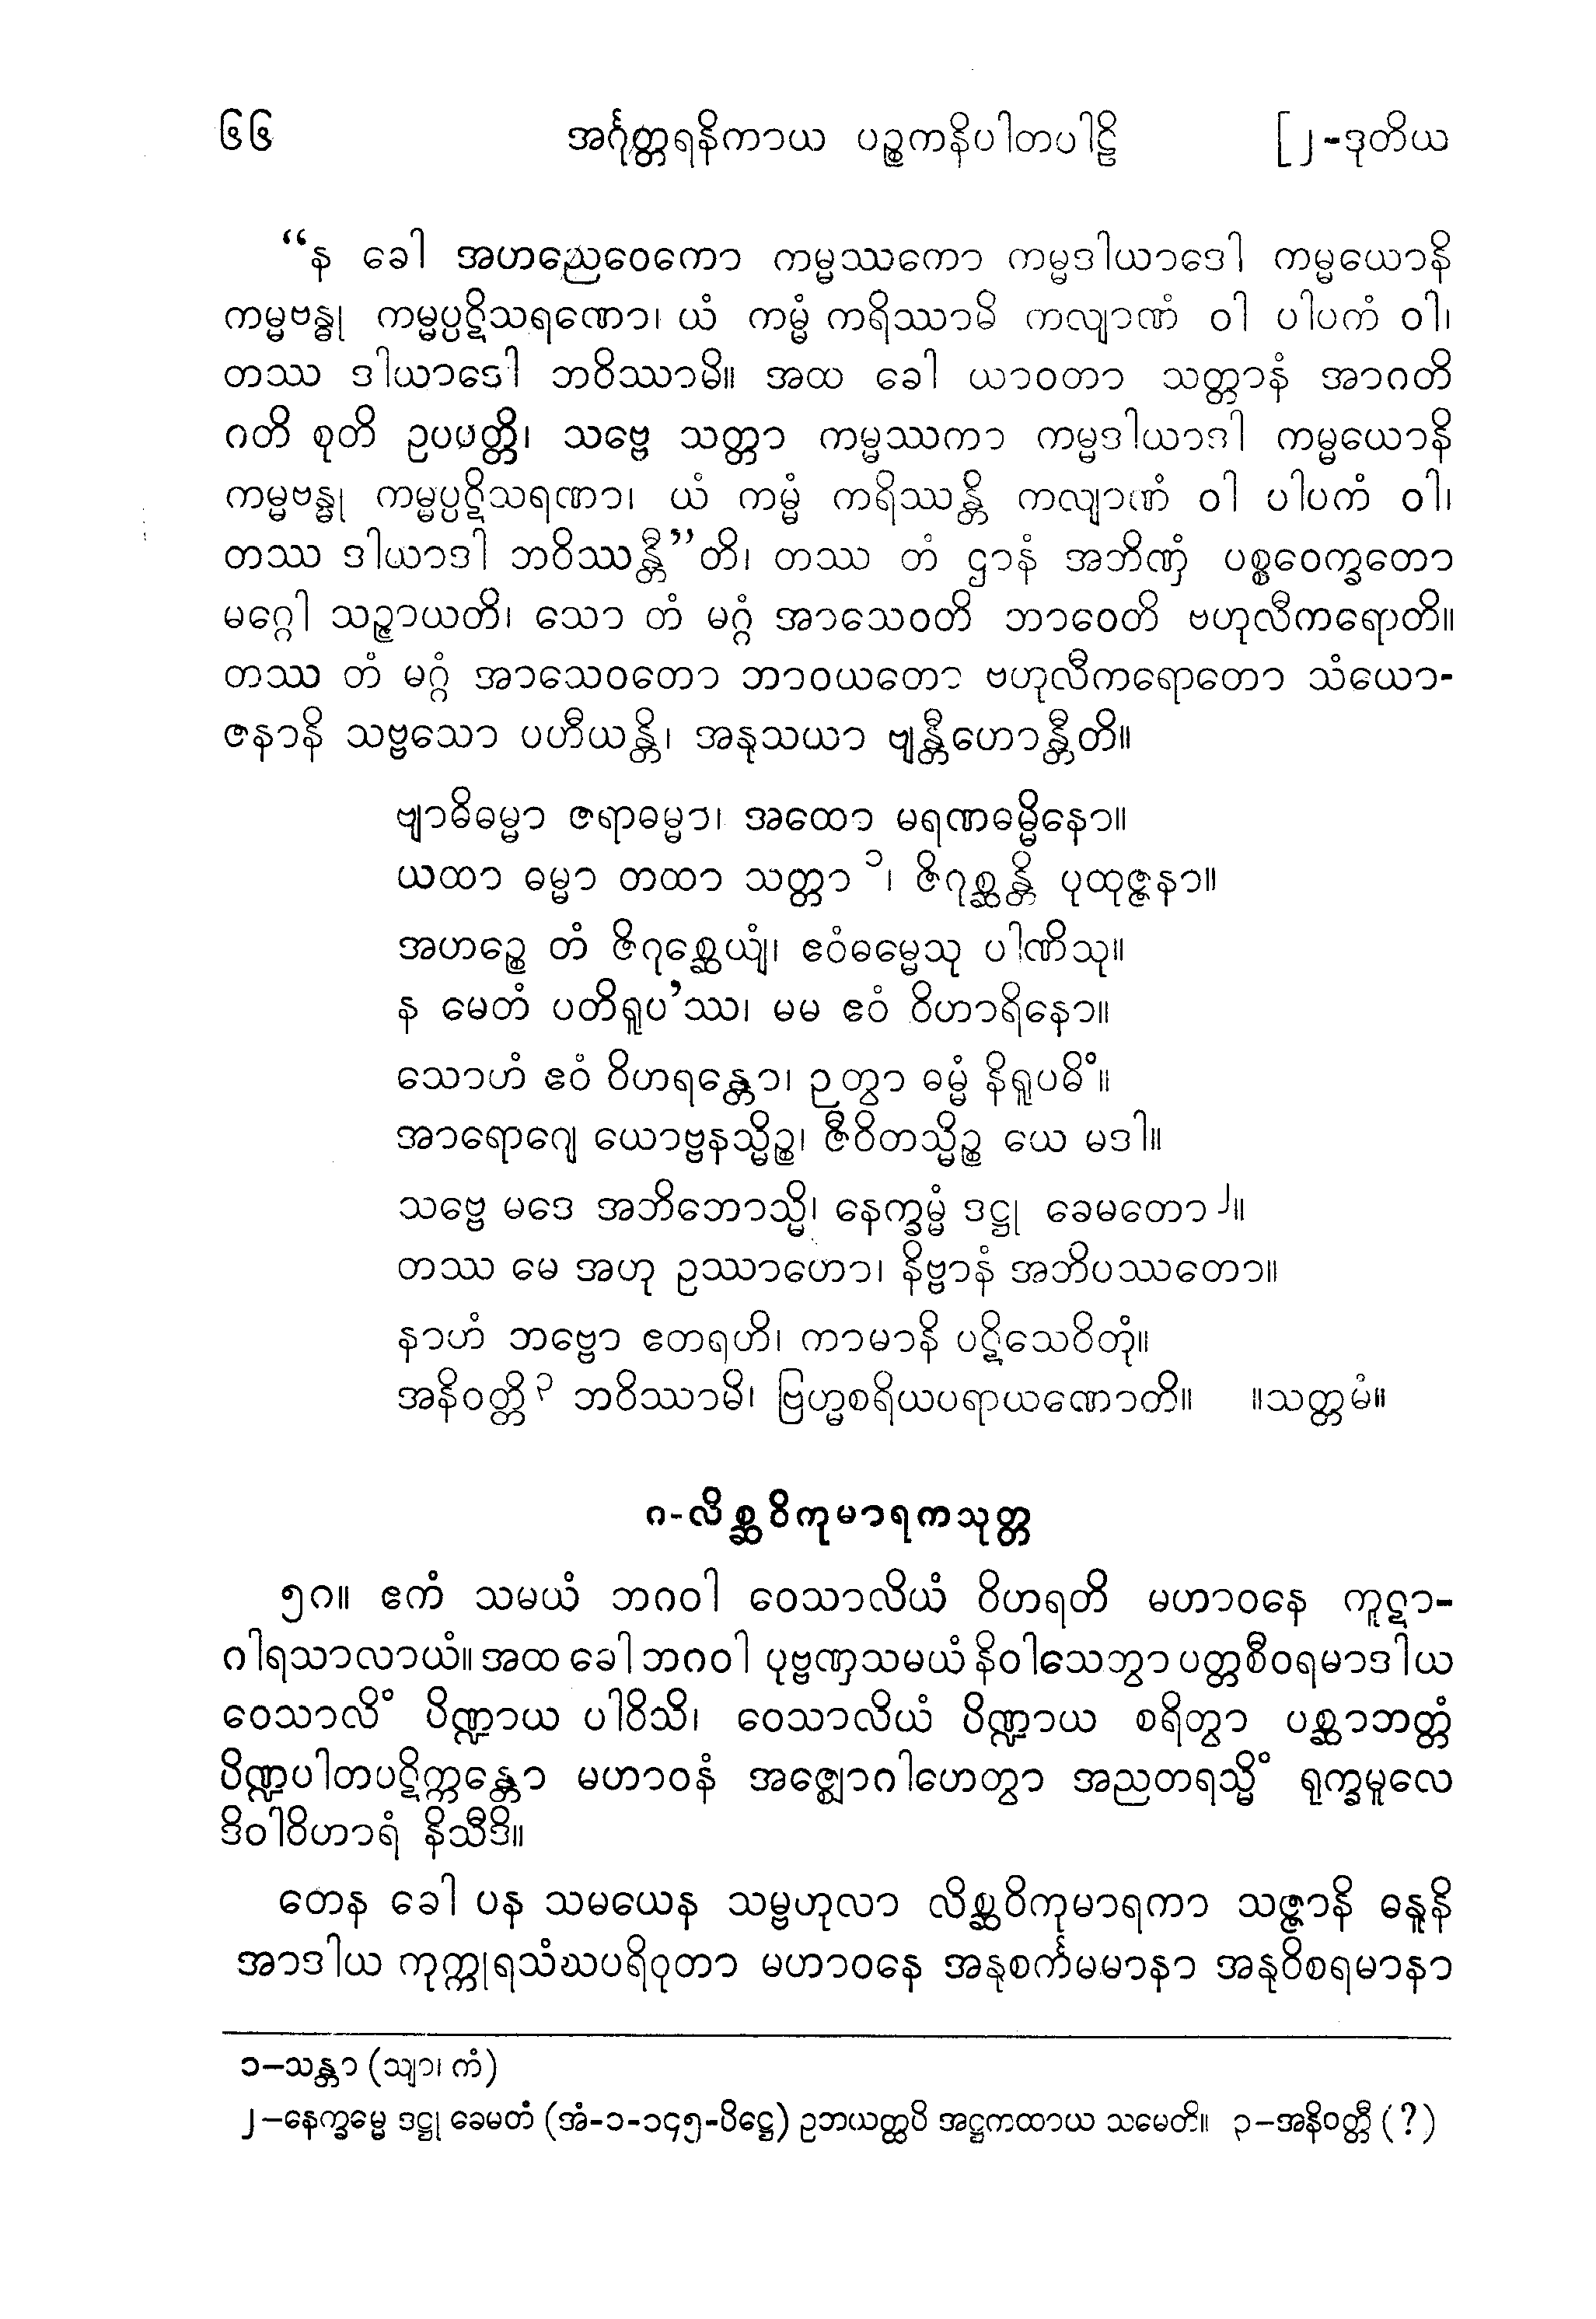 ၆၆ အင်္ဂုတ္တရနိကာယ ပဉ္စကနိပါတပါဠိ [၂-ဒုတိယ
“န ခေါ အဟညေဝေကော ကမ္မဿကော ကမ္မဒါယာဒေါ ကမ္မယောနိ
ကမ္မဗန္ဓု ကမ္မပ္ပဋိသရဏော၊ ယံ ကမ္မံ ကရိဿာမိ ကလျာဏံ ဝါ ပါပကံ ဝါ၊
တဿ ဒါယာဒေါ ဘဝိဿာမိ။ အထ ခေါ ယာဝတာ သတ္တာနံ အာဂတိ
ဂတိ စုတိ ဥပပတ္တိ၊ သဗ္ဗေ သတ္တာ ကမ္မဿကာ ကမ္မဒါယာဒါ ကမ္မယောနိ
ကမ္မဗန္ဓု ကမ္မပ္ပဋိသရဏာ၊ ယံ ကမ္မံ ကရိဿန္တိ ကလျာဏံ ဝါ ပါပကံ ဝါ၊
တဿ ဒါယာဒါ ဘဝိဿန္တီ”တိ၊ တဿ တံ ဌာနံ အဘိဏှံ ပစ္စဝေက္ခတော
မဂ္ဂေါ သဉ္ဇာယတိ၊ သော တံ မဂ္ဂံ အာသေဝတိ ဘာဝေတိ ဗဟုလီကရောတိ။
တဿ တံ မဂ္ဂံ အာသေဝတော ဘာဝယတော ဗဟုလီကရောတော သံယော-
ဇနာနိ သဗ္ဗသော ပဟီယန္တိ၊ အနုသယာ ဗျန္တီဟောန္တီတိ။
ဗျာဓိဓမ္မာ ဇရာဓမ္မာ၊ အထော မရဏဓမ္မိနော။
ယထာ ဓမ္မာ တထာ သတ္တာ ၁၊ ဇိဂုစ္ဆန္တိ ပုထုဇ္ဇနာ။
အဟဉ္စေ တံ ဇိဂုစ္ဆေယျံ၊ ဧဝံဓမ္မေသု ပါဏိသု။
န မေတံ ပတိရူပ’ဿ၊ မမ ဧဝံ ဝိဟာရိနော။
သောဟံ ဧဝံ ဝိဟရန္တော၊ ဉတွာ ဓမ္မံ နိရူပဓိံ။
အာရောဂျေ ယောဗ္ဗနသ္မိဉ္စ၊ ဇီဝိတသ္မိဉ္စ ယေ မဒါ။
သဗ္ဗေ မဒေ အဘိဘောသ္မိ၊ နေက္ခမ္မံ ဒဋ္ဌု ခေမတော ၂။
တဿ မေ အဟု ဥဿာဟော၊ နိဗ္ဗာနံ အဘိပဿတော။
နာဟံ ဘဗ္ဗော ဧတရဟိ၊ ကာမာနိ ပဋိသေဝိတုံ။
အနိဝတ္တိ ၃ ဘဝိဿာမိ၊ ဗြဟ္မစရိယပရာယဏောတိ။ ။သတ္တမံ။
၈-လိစ္ဆဝိကုမာရကသုတ္တ
၅၈။ ဧကံ သမယံ ဘဂဝါ ဝေသာလိယံ ဝိဟရတိ မဟာဝနေ ကူဋာ-
ဂါရသာလာယံ။ အထ ခေါ ဘဂဝါ ပုဗ္ဗဏှသမယံ နိဝါသေတွာ ပတ္တစီဝရမာဒါယ
ဝေသာလိံ ပိဏ္ဍာယ ပါဝိသိ၊ ဝေသာလိယံ ပိဏ္ဍာယ စရိတွာ ပစ္ဆာဘတ္တံ
ပိဏ္ဍပါတပဋိက္ကန္တော မဟာဝနံ အဇ္ဈောဂါဟေတွာ အညတရသ္မိံ ရုက္ခမူလေ
ဒိဝါဝိဟာရံ နိသီဒိ။
တေန ခေါ ပန သမယေန သမ္ဗဟုလာ လိစ္ဆဝိကုမာရကာ သဇ္ဇာနိ ဓနူနိ
အာဒါယ ကုက္ကုရသံဃပရိဝုတာ မဟာဝနေ အနုစင်္ကမမာနာ အနုဝိစရမာနာ
၁–သန္တာ (သျာ၊ ကံ)
၂–နေက္ခမ္မေ ဒဋ္ဌု ခေမတံ (အံ-၁-၁၄၅-ပိဋ္ဌေ) ဥဘယတ္ထပိ အဋ္ဌကထာယ သမေတိ။ ၃–အနိဝတ္တီ (?)